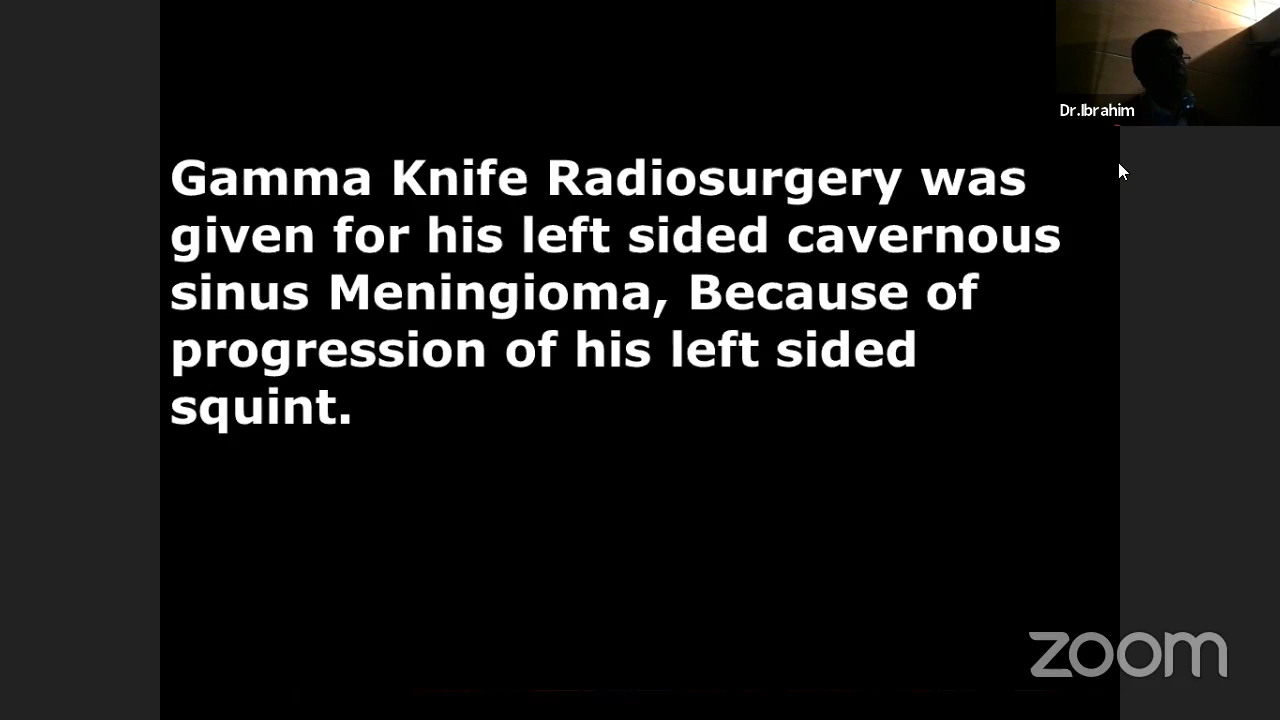 Dr.Ibrahim
Gamma Knife Radiosurgery was
given for his left sided cavernous
sinus Meningioma, Because of
progression of his left sided
squint.
zoom